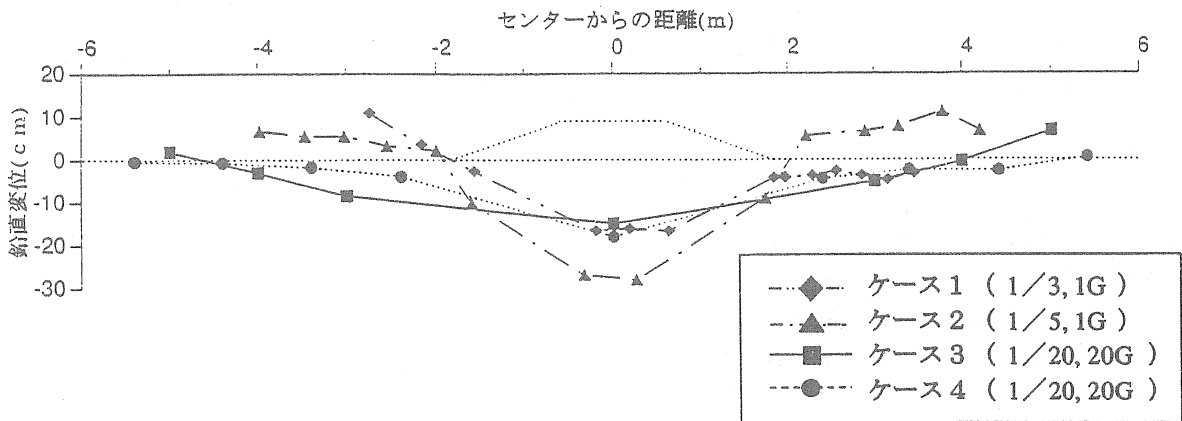 センターからの距離(m)
-6 -4 -2 0 2 4 6
鉛直変位(cm)
20
10
0
-10
-20
-30
ケース1 (1/3,1G)
ケース2 (1/5,1G)
ケース3 (1/20,20G)
ケース4 (1/20,20G)